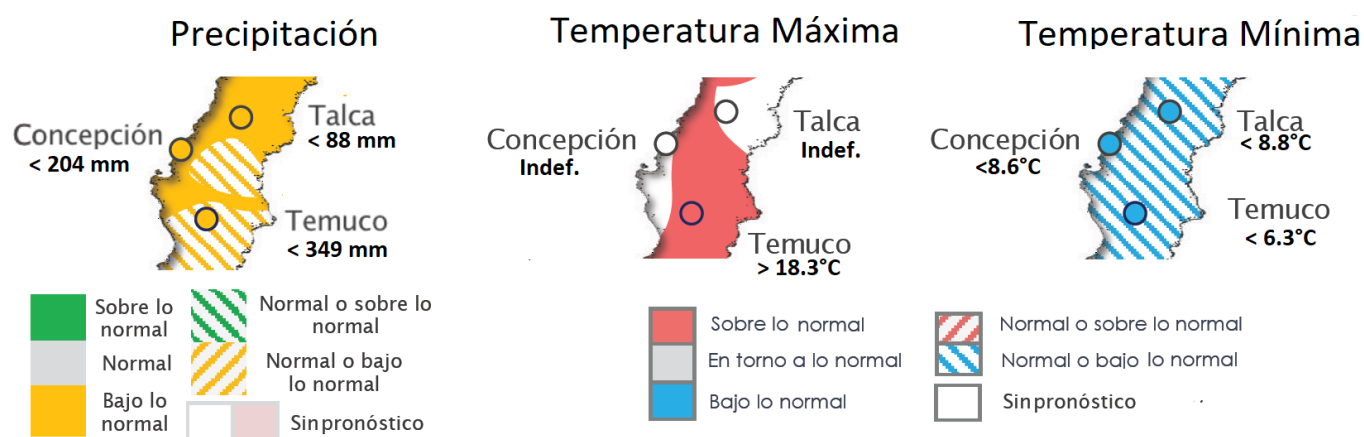 Precipitación
Temperatura Máxima
Temperatura Mínima
Concepción
< 204 mm
Talca
< 88 mm
Temuco
< 349 mm
Concepción
Indef.
Talca
Indef.
Temuco
> 18.3°C
Concepción
<8.6°C
Talca
< 8.8°C
Temuco
< 6.3°C
Sobre lo
normal
Normal
Bajo lo
normal
Normal o sobre lo
normal
Normal o bajo
lo normal
Sin pronóstico
Sobre lo normal
En torno a lo normal
Bajo lo normal
Normal o sobre lo normal
Normal o bajo lo normal
Sin pronóstico